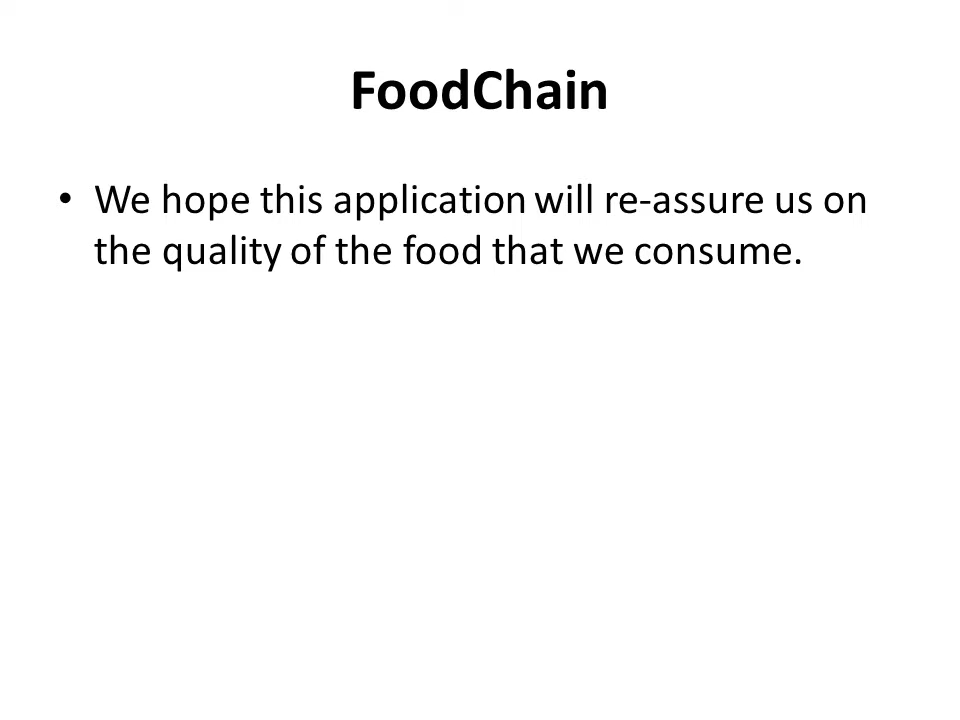 FoodChain
• We hope this application will re-assure us on
the quality of the food that we consume.